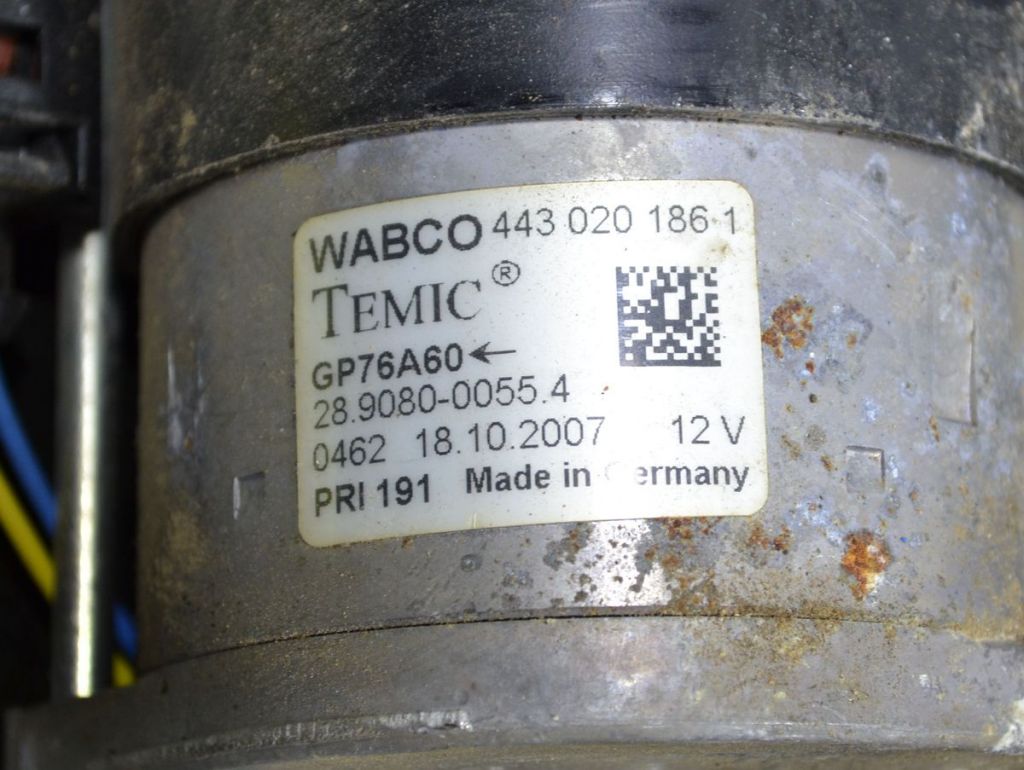 WABCO 443 020 186 1
TEMIC®
GP76A60←
28.9080-0055.4
0462 18.10.2007 12 V
PRI 191 Made in ermany